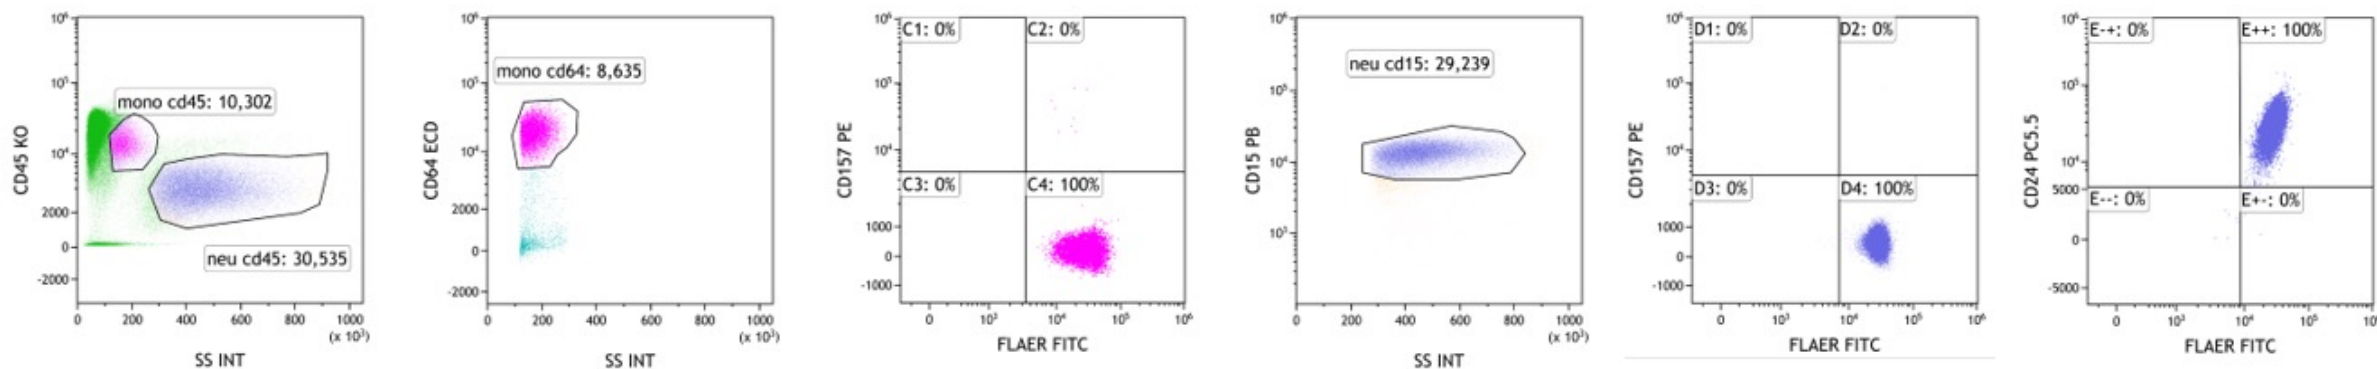 10⁶
10⁵
10⁴
2000
0
-2000
CD45 KO
mono cd45: 10,302
neu cd45: 30,535
0 200 400 600 800 1000
(x 10³)
SS INT
10⁶
10⁵
10⁴
2000
0
-2000
CD64 ECD
mono cd64: 8,635
0 200 400 600 800 1000
(x 10³)
SS INT
10⁶
10⁵
10⁴
1000
0
-1000
CD157 PE
C1: 0% C2: 0%
C3: 0% C4: 100%
0 10³ 10⁴ 10⁵ 10⁶
FLAER FITC
10⁶
10⁵
10⁴
10³
CD15 PB
neu cd15: 29,239
0 200 400 600 800 1000
(x 10³)
SS INT
10⁶
10⁵
10⁴
1000
0
-1000
CD157 PE
D1: 0% D2: 0%
D3: 0% D4: 100%
0 10³ 10⁴ 10⁵ 10⁶
FLAER FITC
10⁶
10⁵
10⁴
5000
0
-5000
CD24 PC5.5
E-+: 0% E++: 100%
E--: 0% E+-: 0%
0 10³ 10⁴ 10⁵
FLAER FITC